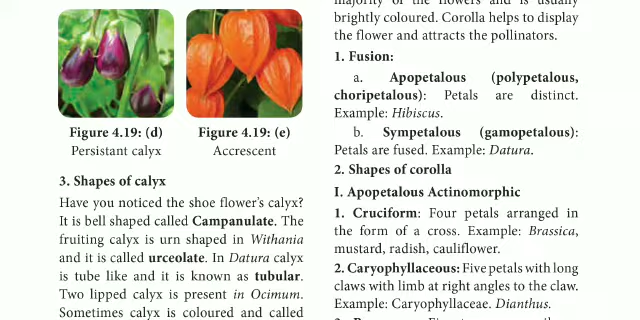 Figure 4.19: (d)
Persistant calyx
Figure 4.19: (e)
Accrescent
3. Shapes of calyx
Have you noticed the shoe flower's calyx?
It is bell shaped called Campanulate. The
fruiting calyx is urn shaped in Withania
and it is called urceolate. In Datura calyx
is tube like and it is known as tubular.
Two lipped calyx is present in Ocimum.
Sometimes calyx is coloured and called
majority of the flowers and is usually
brightly coloured. Corolla helps to display
the flower and attracts the pollinators.
1. Fusion:
a. Apopetalous (polypetalous,
choripetalous): Petals are distinct.
Example: Hibiscus.
b. Sympetalous (gamopetalous):
Petals are fused. Example: Datura.
2. Shapes of corolla
I. Apopetalous Actinomorphic
1. Cruciform: Four petals arranged in
the form of a cross. Example: Brassica,
mustard, radish, cauliflower.
2. Caryophyllaceous: Five petals with long
claws with limb at right angles to the claw.
Example: Caryophyllaceae. Dianthus.